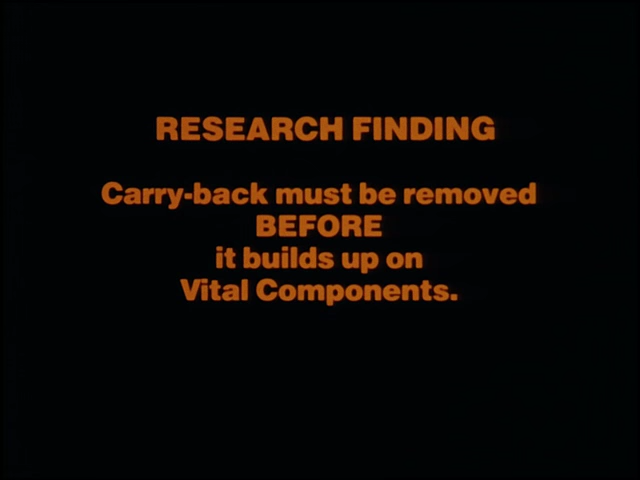 RESEARCH FINDING
Carry-back must be removed
BEFORE
it builds up on
Vital Components.